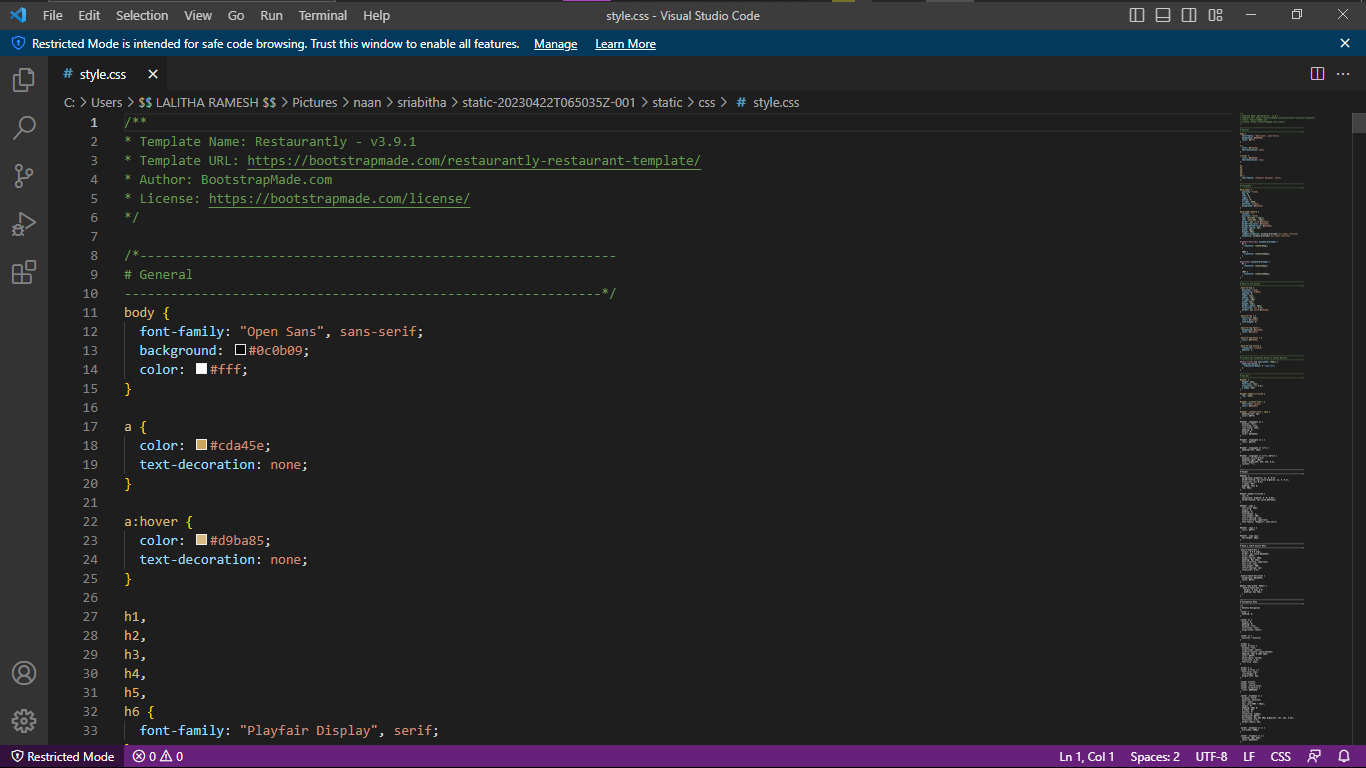 File Edit Selection View Go Run Terminal Help style.css - Visual Studio Code
Restricted Mode is intended for safe code browsing. Trust this window to enable all features. Manage Learn More
# style.css
C: > Users > $$ LALITHA RAMESH $$ > Pictures > naan > sriabitha > static-20230422T065035Z-001 > static > css > # style.css
1 /**
2 * Template Name: Restaurantly - v3.9.1
3 * Template URL: https://bootstrapmade.com/restaurantly-restaurant-template/
4 * Author: BootstrapMade.com
5 * License: https://bootstrapmade.com/license/
6 */
7
8 /*--------------------------------------------------------------
9 # General
10 --------------------------------------------------------------*/
11 body {
12 font-family: "Open Sans", sans-serif;
13 background: #0c0b09;
14 color: #fff;
15 }
16
17 a {
18 color: #cda45e;
19 text-decoration: none;
20 }
21
22 a:hover {
23 color: #d9ba85;
24 text-decoration: none;
25 }
26
27 h1,
28 h2,
29 h3,
30 h4,
31 h5,
32 h6 {
33 font-family: "Playfair Display", serif;
Restricted Mode 0 0 Ln 1, Col 1 Spaces: 2 UTF-8 LF CSS